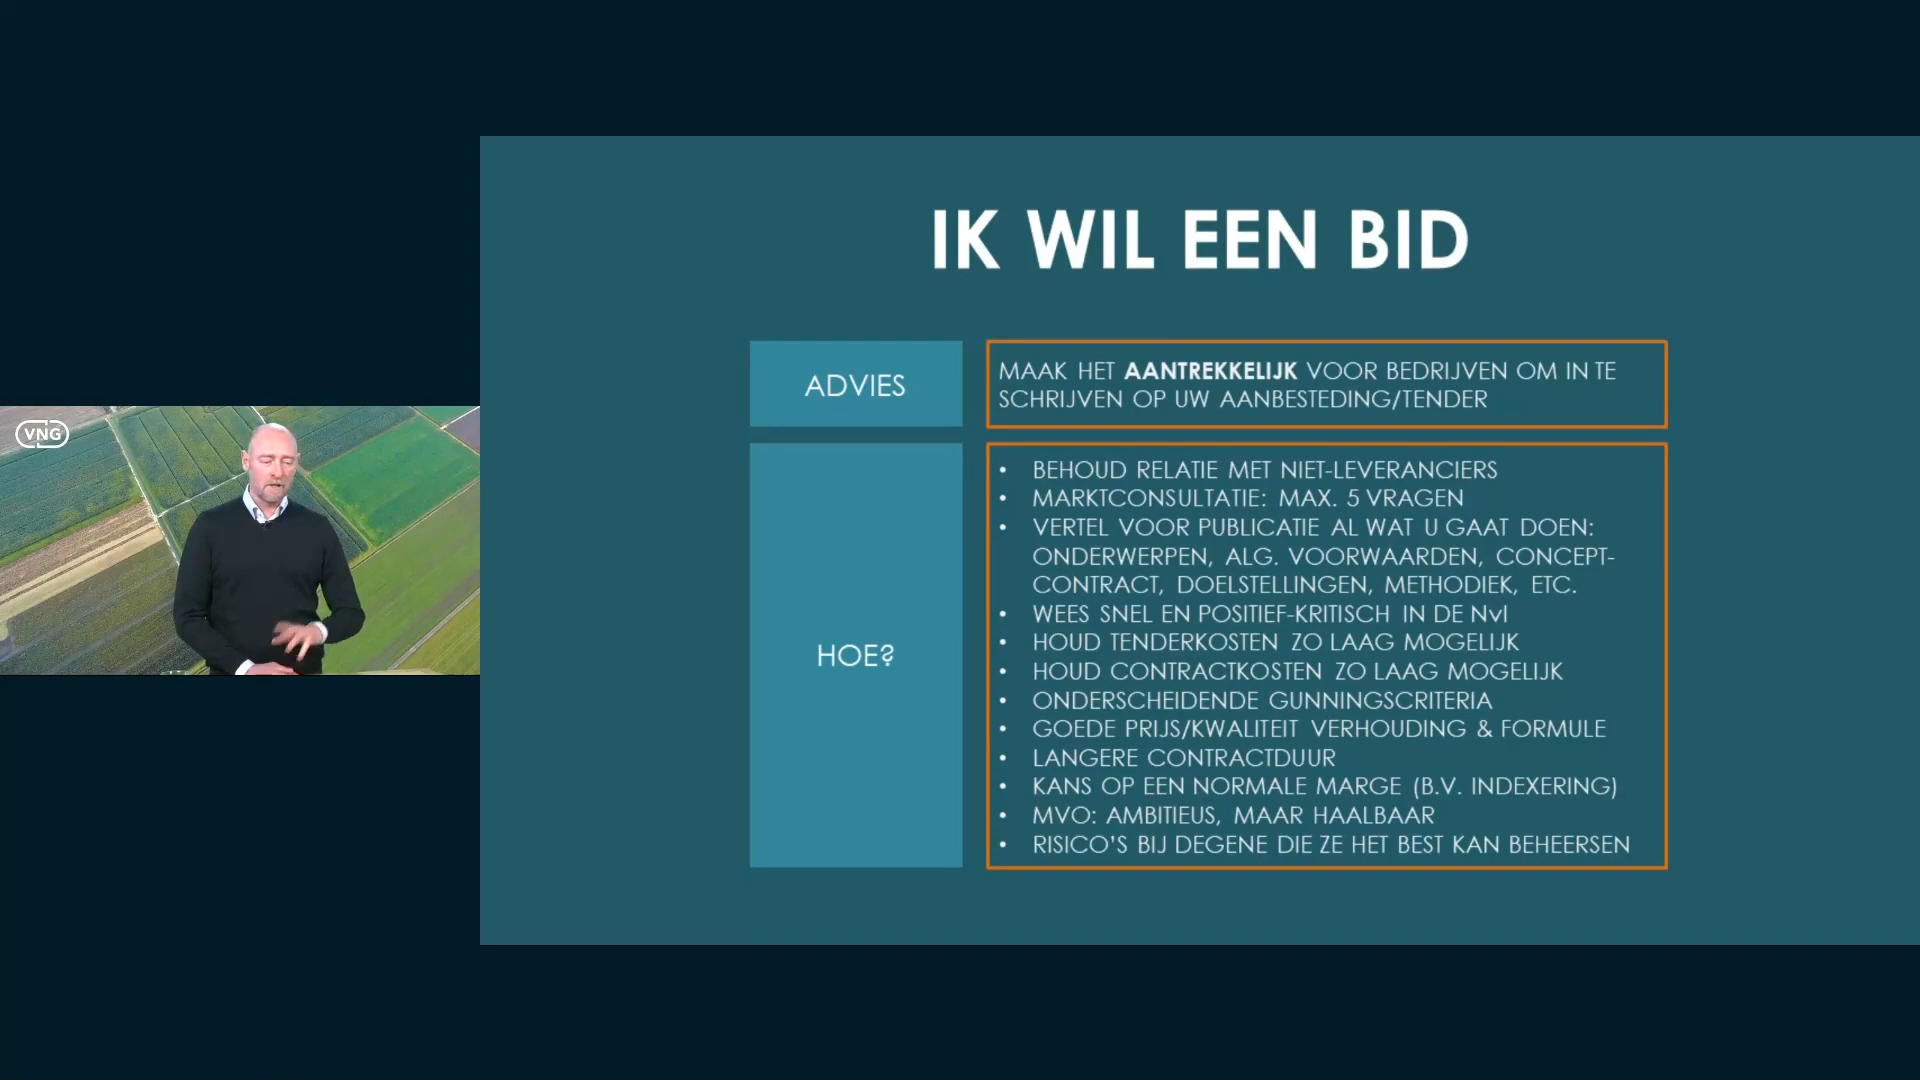 IK WIL EEN BID
ADVIES
MAAK HET AANTREKKELIJK VOOR BEDRIJVEN OM IN TE
SCHRIJVEN OP UW AANBESTEDING/TENDER
VNG
HOE?
• BEHOUD RELATIE MET NIET-LEVERANCIERS
• MARKTCONSULTATIE: MAX. 5 VRAGEN
• VERTEL VOOR PUBLICATIE AL WAT U GAAT DOEN:
ONDERWERPEN, ALG. VOORWAARDEN, CONCEPT-
CONTRACT, DOELSTELLINGEN, METHODIEK, ETC.
• WEES SNEL EN POSITIEF-KRITISCH IN DE NvI
• HOUD TENDERKOSTEN ZO LAAG MOGELIJK
• HOUD CONTRACTKOSTEN ZO LAAG MOGELIJK
• ONDERSCHEIDENDE GUNNINGSCRITERIA
• GOEDE PRIJS/KWALITEIT VERHOUDING & FORMULE
• LANGERE CONTRACTDUUR
• KANS OP EEN NORMALE MARGE (B.V. INDEXERING)
• MVO: AMBITIEUS, MAAR HAALBAAR
• RISICO'S BIJ DEGENE DIE ZE HET BEST KAN BEHEERSEN